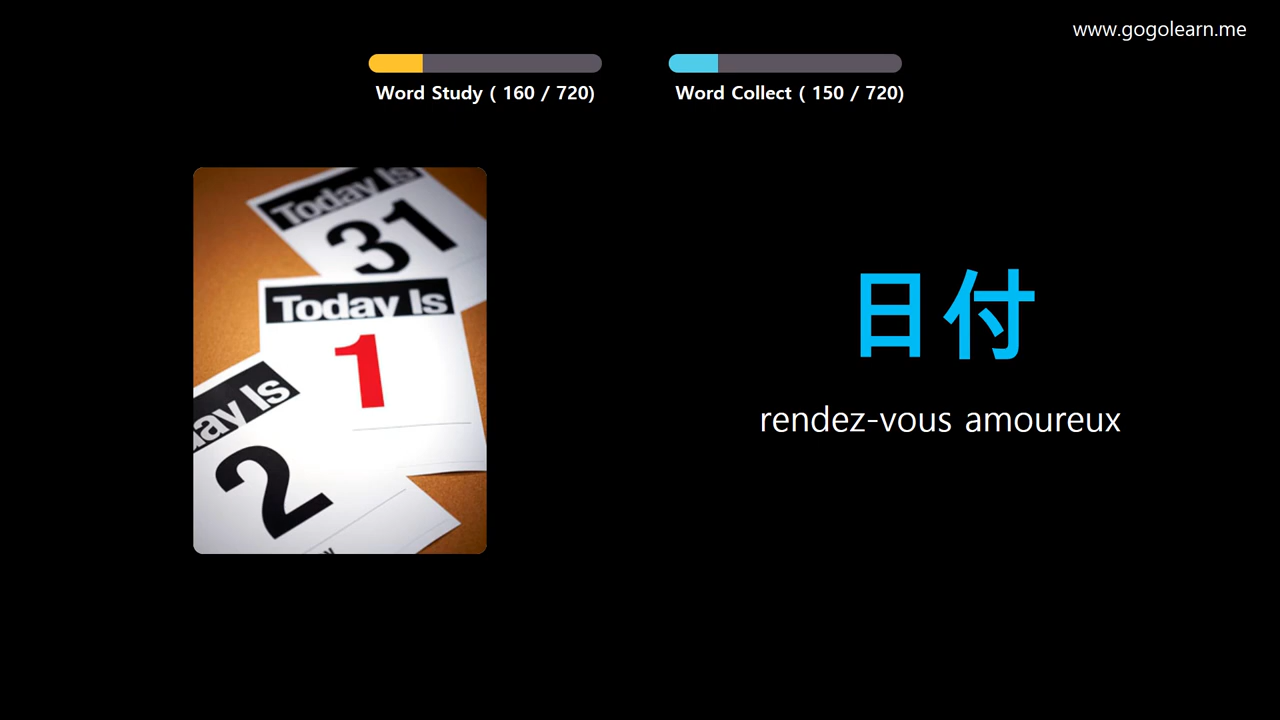 www.gogolearn.me
Word Study ( 160 / 720)
Word Collect ( 150 / 720)
Today Is
31
Today Is
1
ay Is
2
日付
rendez-vous amoureux